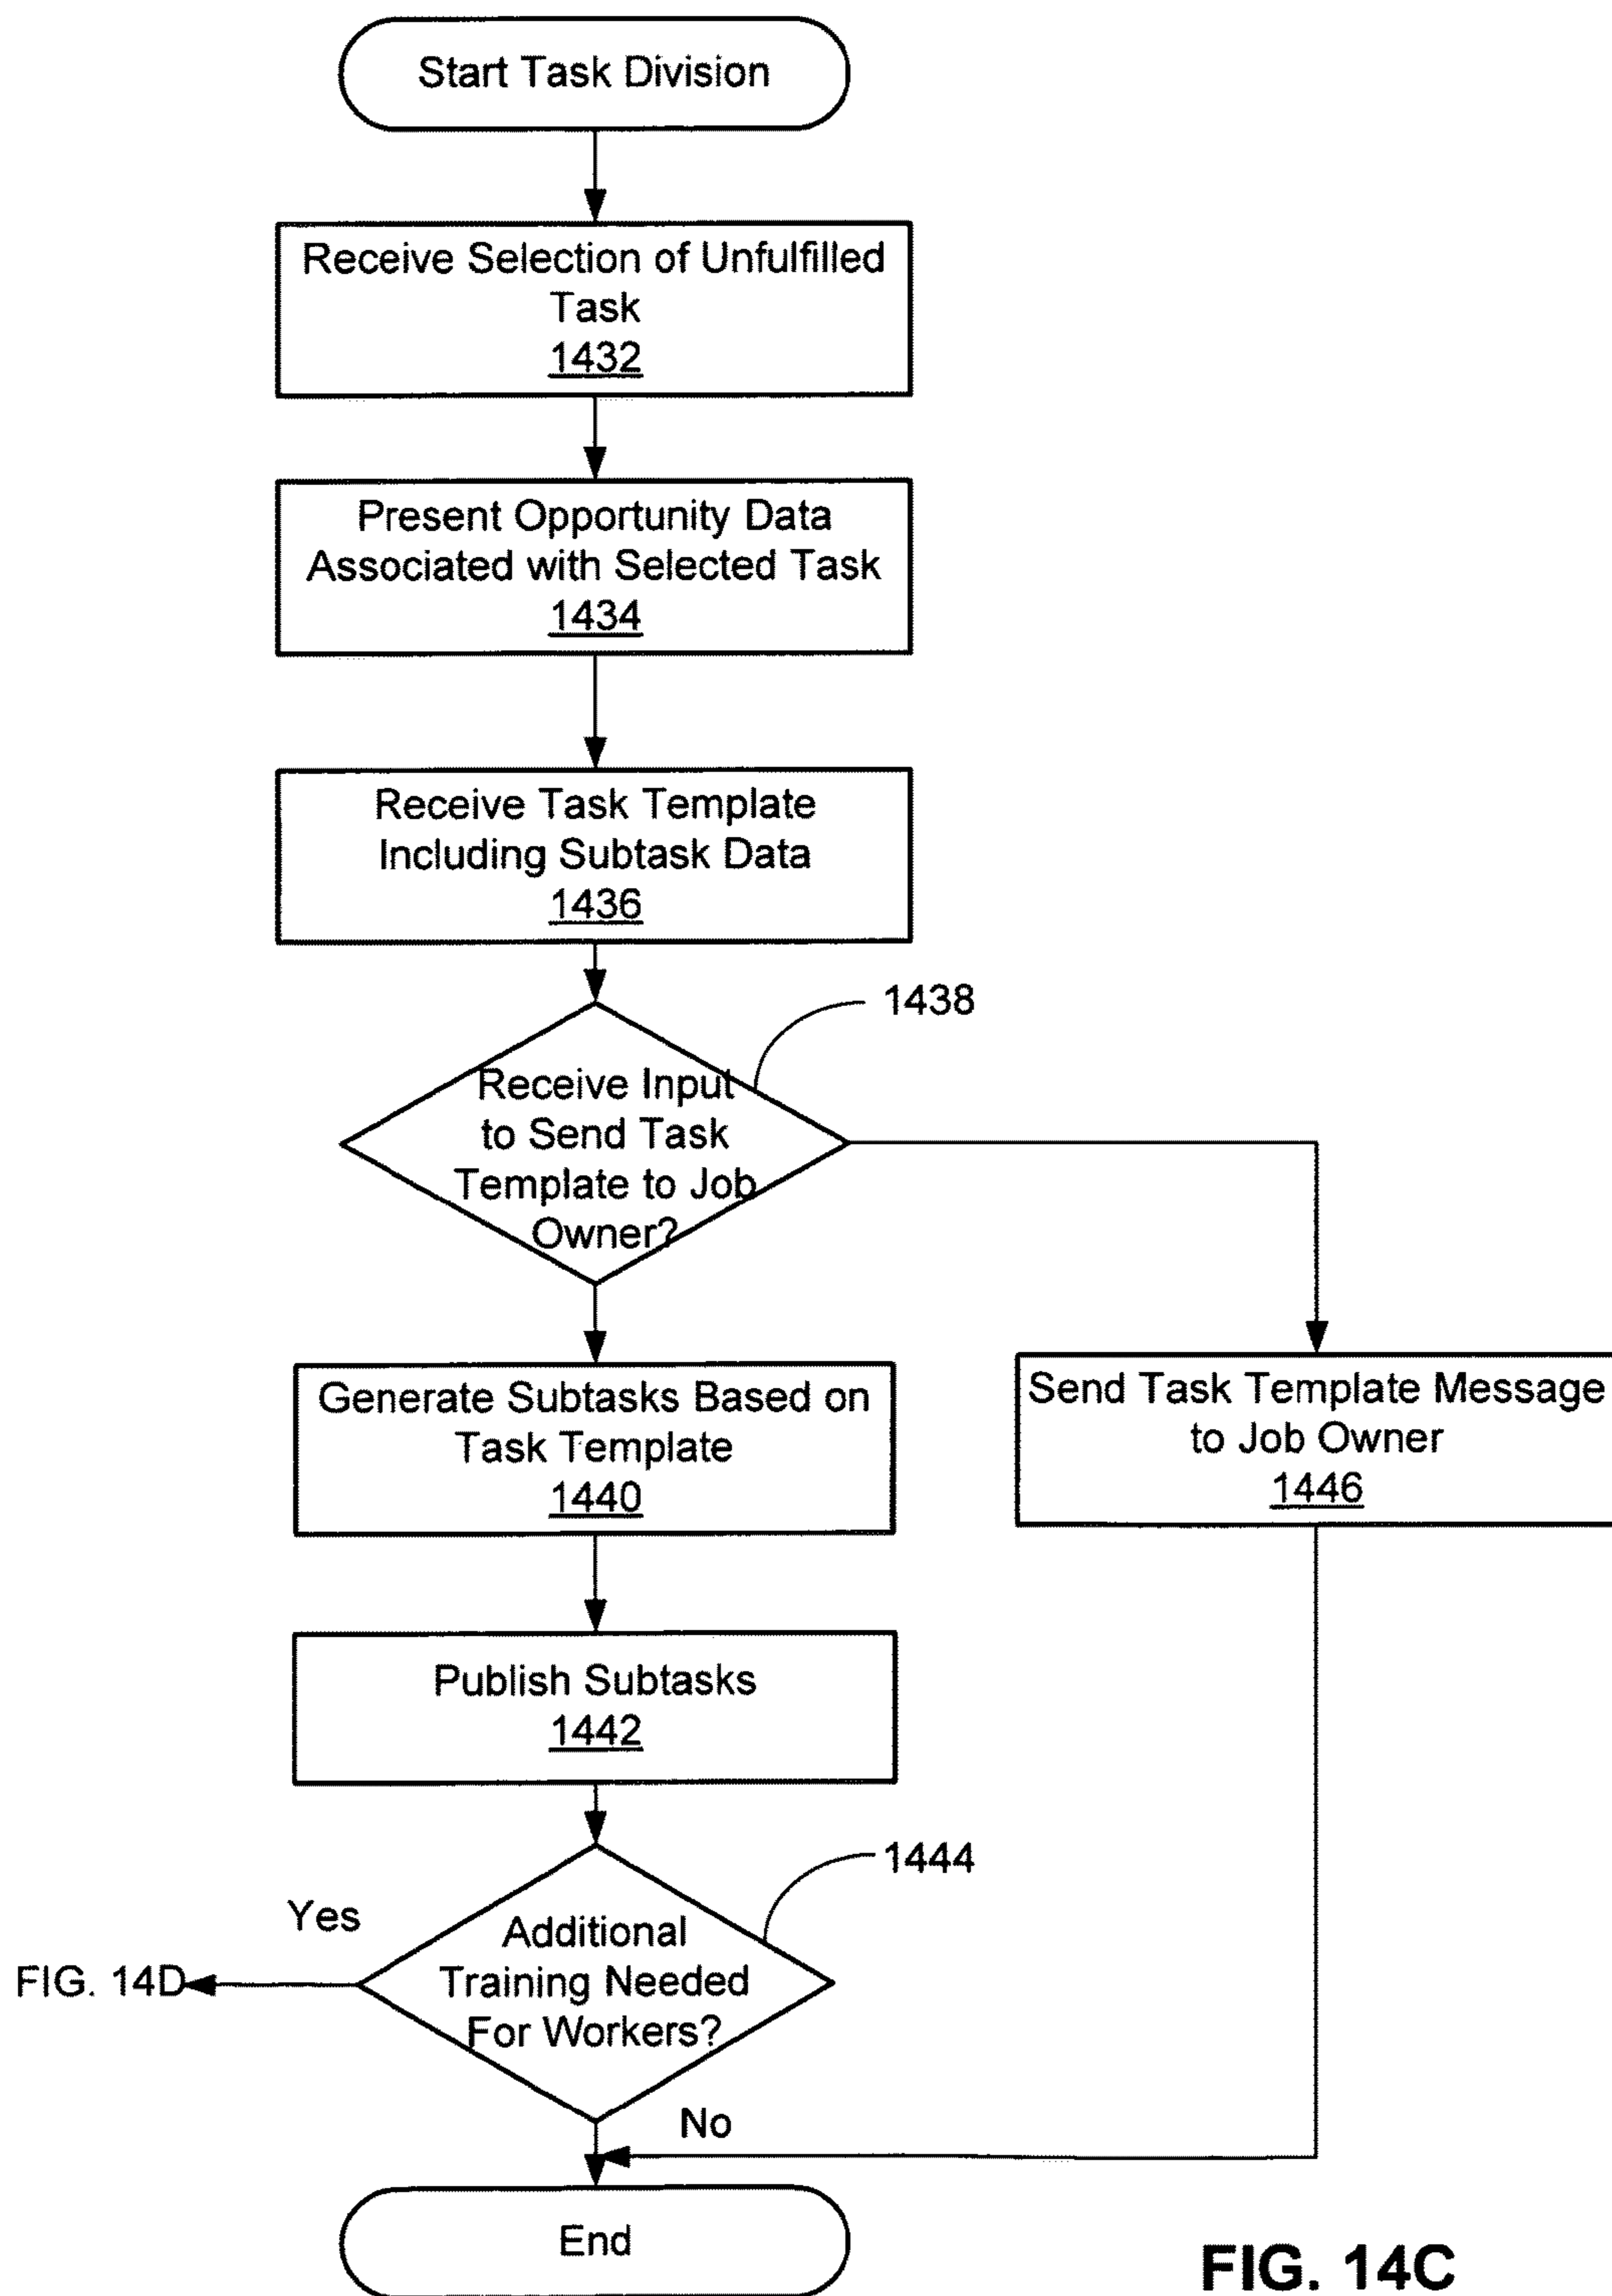 Start Task Division
Receive Selection of Unfulfilled
Task
1432
Present Opportunity Data
Associated with Selected Task
1434
Receive Task Template
Including Subtask Data
1436
1438
Receive Input
to Send Task
Template to Job
Owner?
Generate Subtasks Based on
Task Template
1440
Send Task Template Message
to Job Owner
1446
Publish Subtasks
1442
1444
Yes
Additional
Training Needed
For Workers?
FIG. 14D
No
End
FIG. 14C